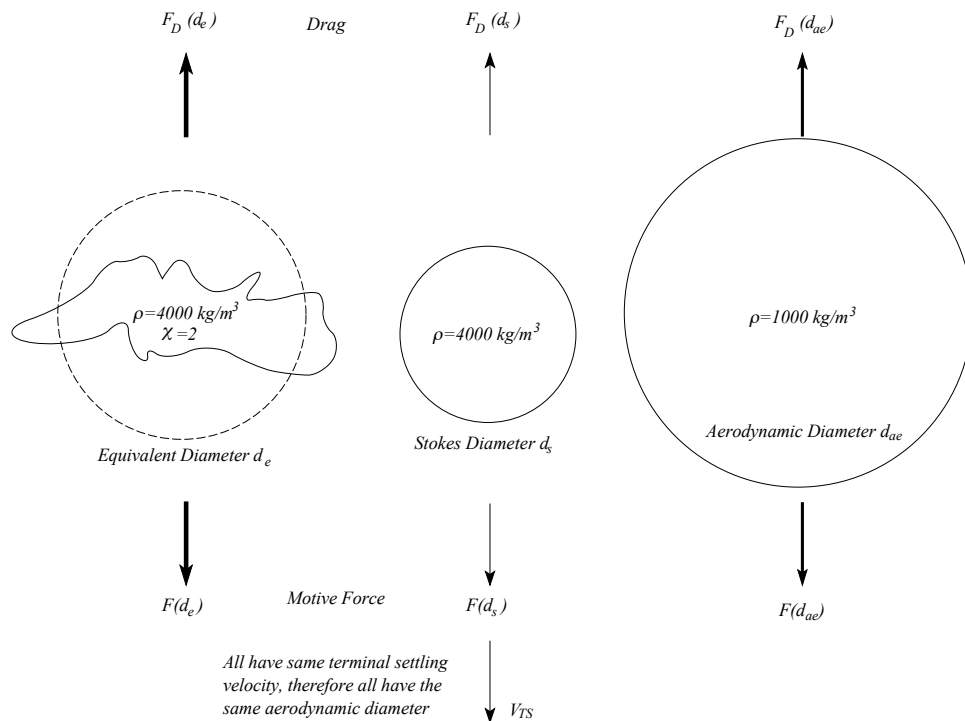 F_D (d_e) Drag F_D (d_s) F_D (d_ae)
ρ=4000 kg/m³
χ=2
ρ=4000 kg/m³
ρ=1000 kg/m³
Equivalent Diameter d_e
Stokes Diameter d_s
Aerodynamic Diameter d_ae
F(d_e) Motive Force F(d_s) F(d_ae)
All have same terminal settling
velocity, therefore all have the
same aerodynamic diameter
V_TS